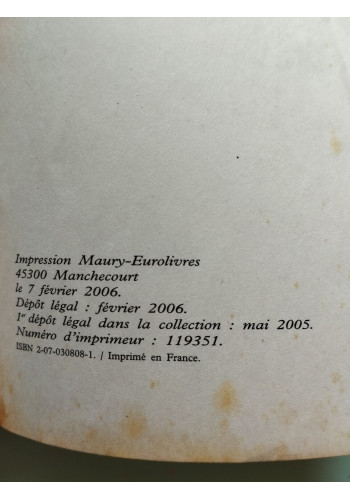 Impression Maury-Eurolivres
45300 Manchecourt
le 7 février 2006.
Dépôt légal : février 2006.
1er dépôt légal dans la collection : mai 2005.
Numéro d'imprimeur : 119351.
ISBN 2-07-030808-1. / Imprimé en France.